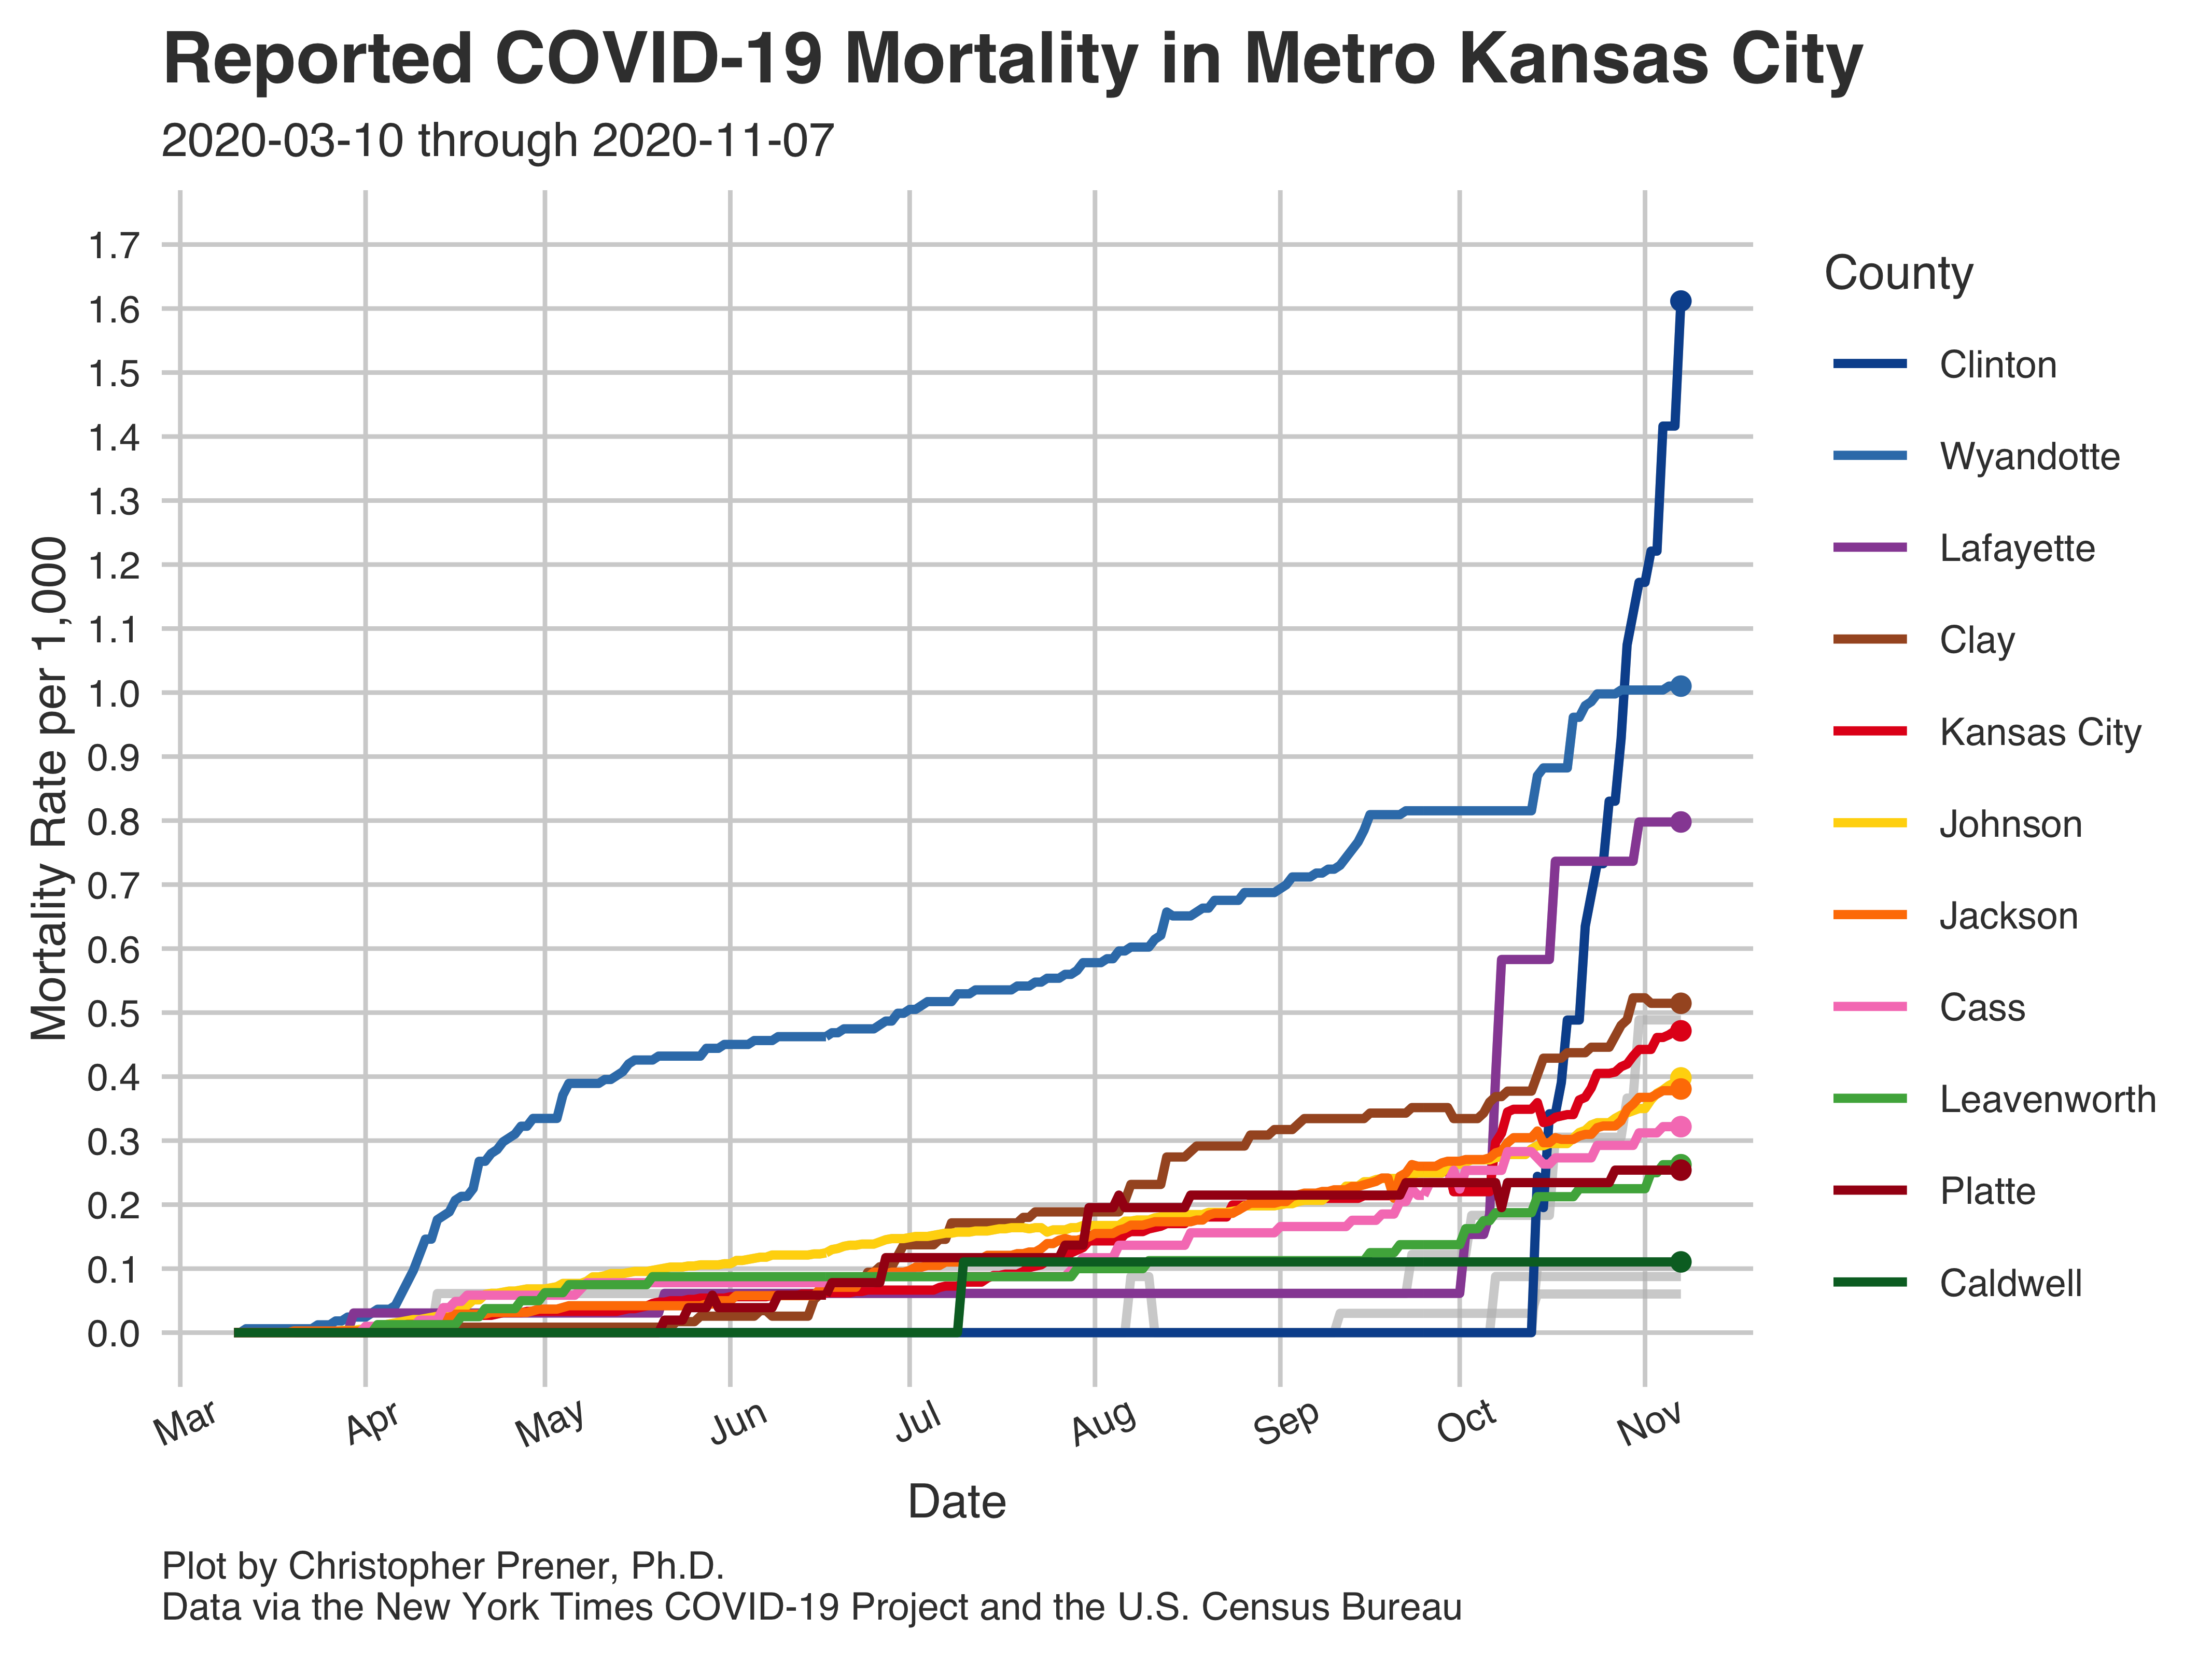 Reported COVID-19 Mortality in Metro Kansas City
2020-03-10 through 2020-11-07
Mortality Rate per 1,000
1.7
1.6
1.5
1.4
1.3
1.2
1.1
1.0
0.9
0.8
0.7
0.6
0.5
0.4
0.3
0.2
0.1
0.0
Mar
Apr
May
Jun
Jul
Aug
Sep
Oct
Nov
Date
County
Clinton
Wyandotte
Lafayette
Clay
Kansas City
Johnson
Jackson
Cass
Leavenworth
Platte
Caldwell
Plot by Christopher Prener, Ph.D.
Data via the New York Times COVID-19 Project and the U.S. Census Bureau